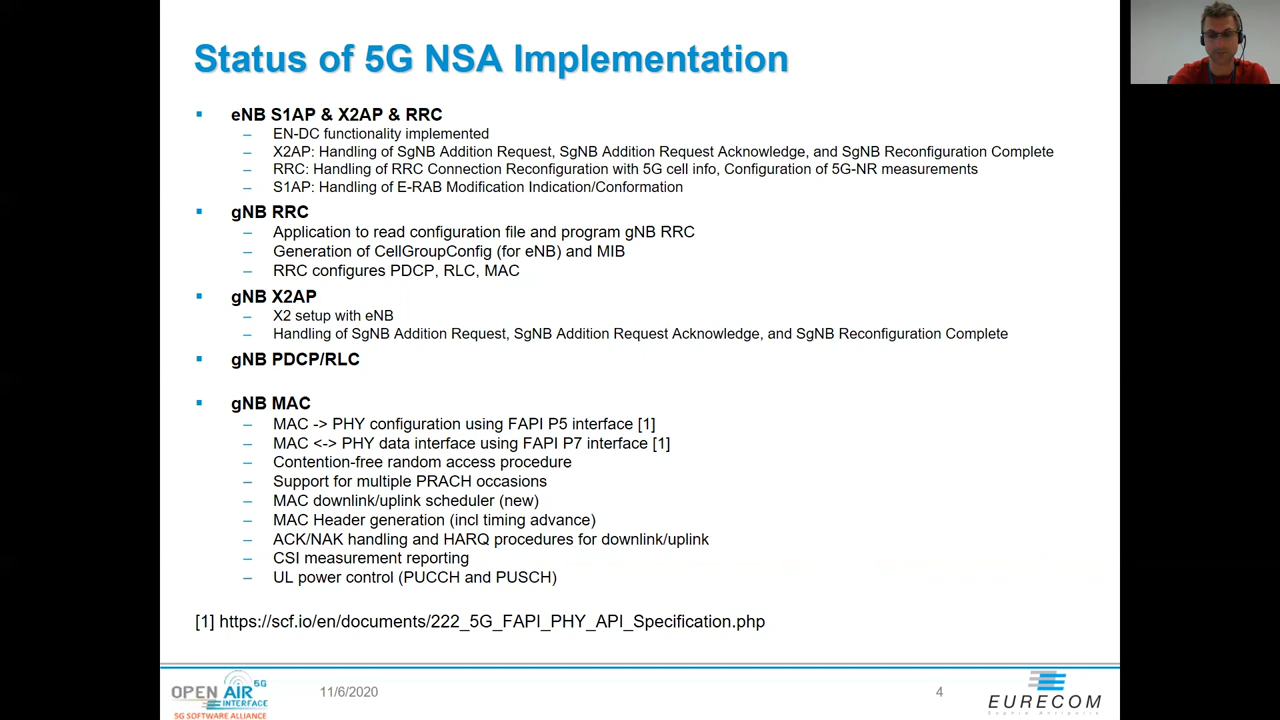 Status of 5G NSA Implementation
▪ eNB S1AP & X2AP & RRC
– EN-DC functionality implemented
– X2AP: Handling of SgNB Addition Request, SgNB Addition Request Acknowledge, and SgNB Reconfiguration Complete
– RRC: Handling of RRC Connection Reconfiguration with 5G cell info, Configuration of 5G-NR measurements
– S1AP: Handling of E-RAB Modification Indication/Conformation
▪ gNB RRC
– Application to read configuration file and program gNB RRC
– Generation of CellGroupConfig (for eNB) and MIB
– RRC configures PDCP, RLC, MAC
▪ gNB X2AP
– X2 setup with eNB
– Handling of SgNB Addition Request, SgNB Addition Request Acknowledge, and SgNB Reconfiguration Complete
▪ gNB PDCP/RLC
▪ gNB MAC
– MAC -> PHY configuration using FAPI P5 interface [1]
– MAC <-> PHY data interface using FAPI P7 interface [1]
– Contention-free random access procedure
– Support for multiple PRACH occasions
– MAC downlink/uplink scheduler (new)
– MAC Header generation (incl timing advance)
– ACK/NAK handling and HARQ procedures for downlink/uplink
– CSI measurement reporting
– UL power control (PUCCH and PUSCH)
[1] https://scf.io/en/documents/222_5G_FAPI_PHY_API_Specification.php
OPEN AIR 5G
INTERFACE
5G SOFTWARE ALLIANCE
11/6/2020
4
EURECOM
Sophia Antipolis